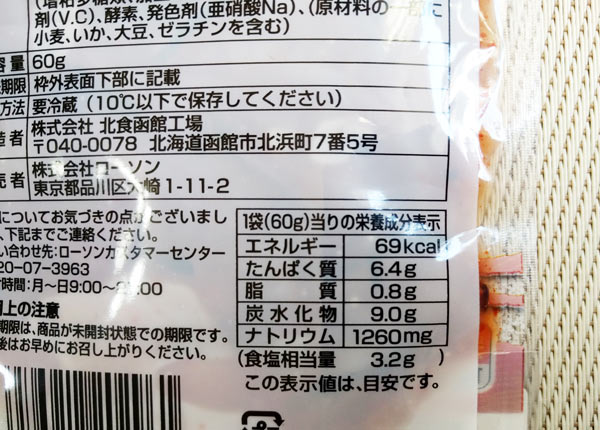 剤(V.C)、酵素、発色剤(亜硝酸Na)、(原材料の一部に
小麦、いか、大豆、ゼラチンを含む)
容量 60g
期限 枠外表面下部に記載
方法 要冷蔵(10℃以下で保存してください)
造者 株式会社 北食函館工場
〒040-0078 北海道函館市北浜町7番5号
売者 株式会社ローソン
東京都品川区大崎1-11-2
についてお気づきの点がございまし
、下記までご連絡ください。
い合わせ先:ローソンカスタマーセンター
20-07-3963
時間:月〜日9:00〜
上の注意
期限は、商品が未開封状態での期限です。
後はお早めにお召し上がりください。
1袋(60g)当りの栄養成分表示
エネルギー 69kcal
たんぱく質 6.4g
脂質 0.8g
炭水化物 9.0g
ナトリウム 1260mg
(食塩相当量 3.2g)
この表示値は、目安です。